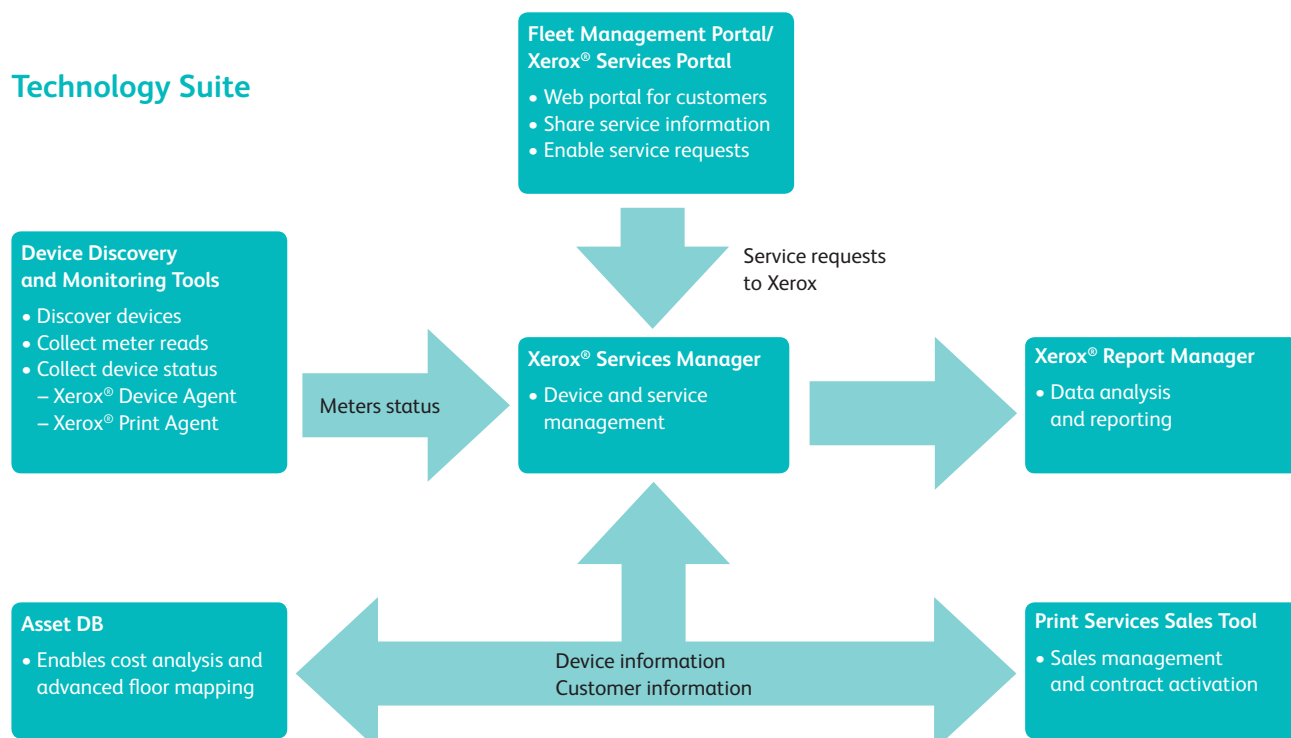 Technology Suite
Fleet Management Portal/
Xerox® Services Portal
• Web portal for customers
• Share service information
• Enable service requests
Device Discovery
and Monitoring Tools
• Discover devices
• Collect meter reads
• Collect device status
– Xerox® Device Agent
– Xerox® Print Agent
Meters status
Service requests
to Xerox
Xerox® Services Manager
• Device and service
management
Xerox® Report Manager
• Data analysis
and reporting
Asset DB
• Enables cost analysis and
advanced floor mapping
Device information
Customer information
Print Services Sales Tool
• Sales management
and contract activation